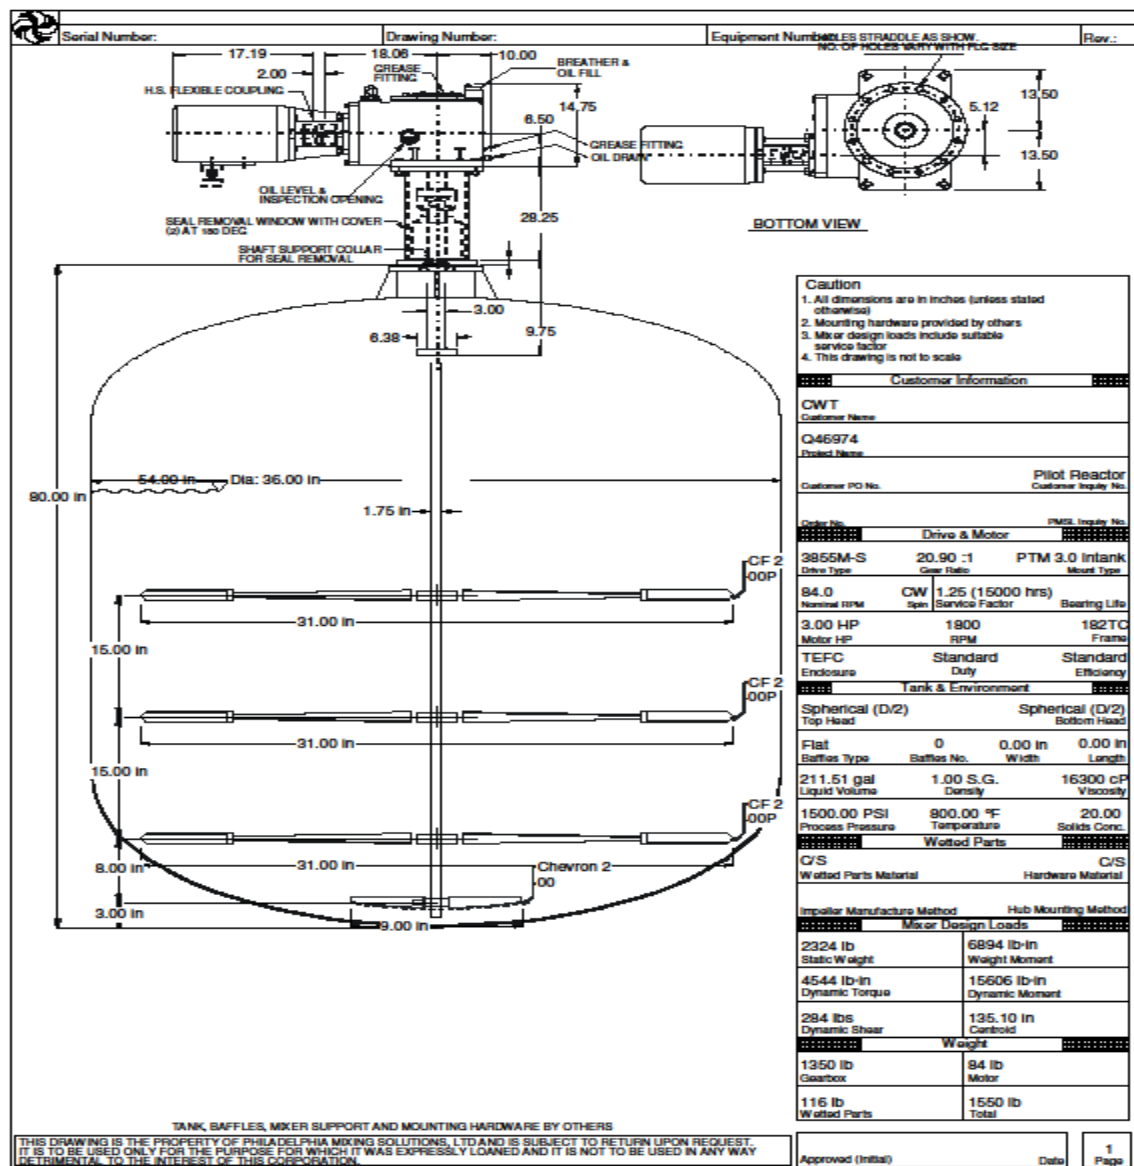 Serial Number:
Drawing Number:
Equipment Number:
Rev.:
HOLES STRADDLE AS SHOW.
NO. OF HOLES VARY WITH FLG SIZE
17.19
18.06
10.00
2.00
GREASE
FITTING
BREATHER &
OIL FILL
H.S. FLEXIBLE COUPLING
14.75
6.50
GREASE FITTING
OIL DRAIN
OIL LEVEL &
INSPECTION OPENING
SEAL REMOVAL WINDOW WITH COVER
(2) AT 180 DEG
28.25
SHAFT SUPPORT COLLAR
FOR SEAL REMOVAL
5.12
13.50
13.50
BOTTOM VIEW
3.00
6.38
9.75
80.00 in
54.00 in
Dia: 36.00 in
1.75 in
CF 2
00P
31.00 in
15.00 in
CF 2
00P
31.00 in
15.00 in
CF 2
00P
31.00 in
8.00 in
Chevron 2
00
3.00 in
9.00 in
Caution
1. All dimensions are in inches (unless stated
otherwise)
2. Mounting hardware provided by others
3. Mixer design loads include suitable
service factor
4. This drawing is not to scale
Customer Information
CWT
Customer Name
Q46974
Project Name
Pilot Reactor
Customer PO No. Customer Inquiry No.
Order No. PMSL Inquiry No.
Drive & Motor
3855M-S 20.90 :1 PTM 3.0 Intank
Drive Type Gear Ratio Mount Type
84.0 CW 1.25 (15000 hrs)
Nominal RPM Spin Service Factor Bearing Life
3.00 HP 1800 182TC
Motor HP RPM Frame
TEFC Standard Standard
Enclosure Duty Efficiency
Tank & Environment
Spherical (D/2) Spherical (D/2)
Top Head Bottom Head
Flat 0 0.00 in 0.00 in
Baffles Type Baffles No. Width Length
211.51 gal 1.00 S.G. 16300 cP
Liquid Volume Density Viscosity
1500.00 PSI 800.00 °F 20.00
Process Pressure Temperature Solids Conc.
Wetted Parts
C/S C/S
Wetted Parts Material Hardware Material
Impeller Manufacture Method Hub Mounting Method
Mixer Design Loads
2324 lb 6894 lb-in
Static Weight Weight Moment
4544 lb-in 15606 lb-in
Dynamic Torque Dynamic Moment
284 lbs 135.10 in
Dynamic Shear Centroid
Weight
1350 lb 84 lb
Gearbox Motor
116 lb 1550 lb
Wetted Parts Total
TANK, BAFFLES, MIXER SUPPORT AND MOUNTING HARDWARE BY OTHERS
THIS DRAWING IS THE PROPERTY OF PHILADELPHIA MIXING SOLUTIONS, LTD AND IS SUBJECT TO RETURN UPON REQUEST.
IT IS TO BE USED ONLY FOR THE PURPOSE FOR WHICH IT WAS EXPRESSLY LOANED AND IT IS NOT TO BE USED IN ANY WAY
DETRIMENTAL TO THE INTEREST OF THIS CORPORATION.
Approved (Initial) Date
1
Page